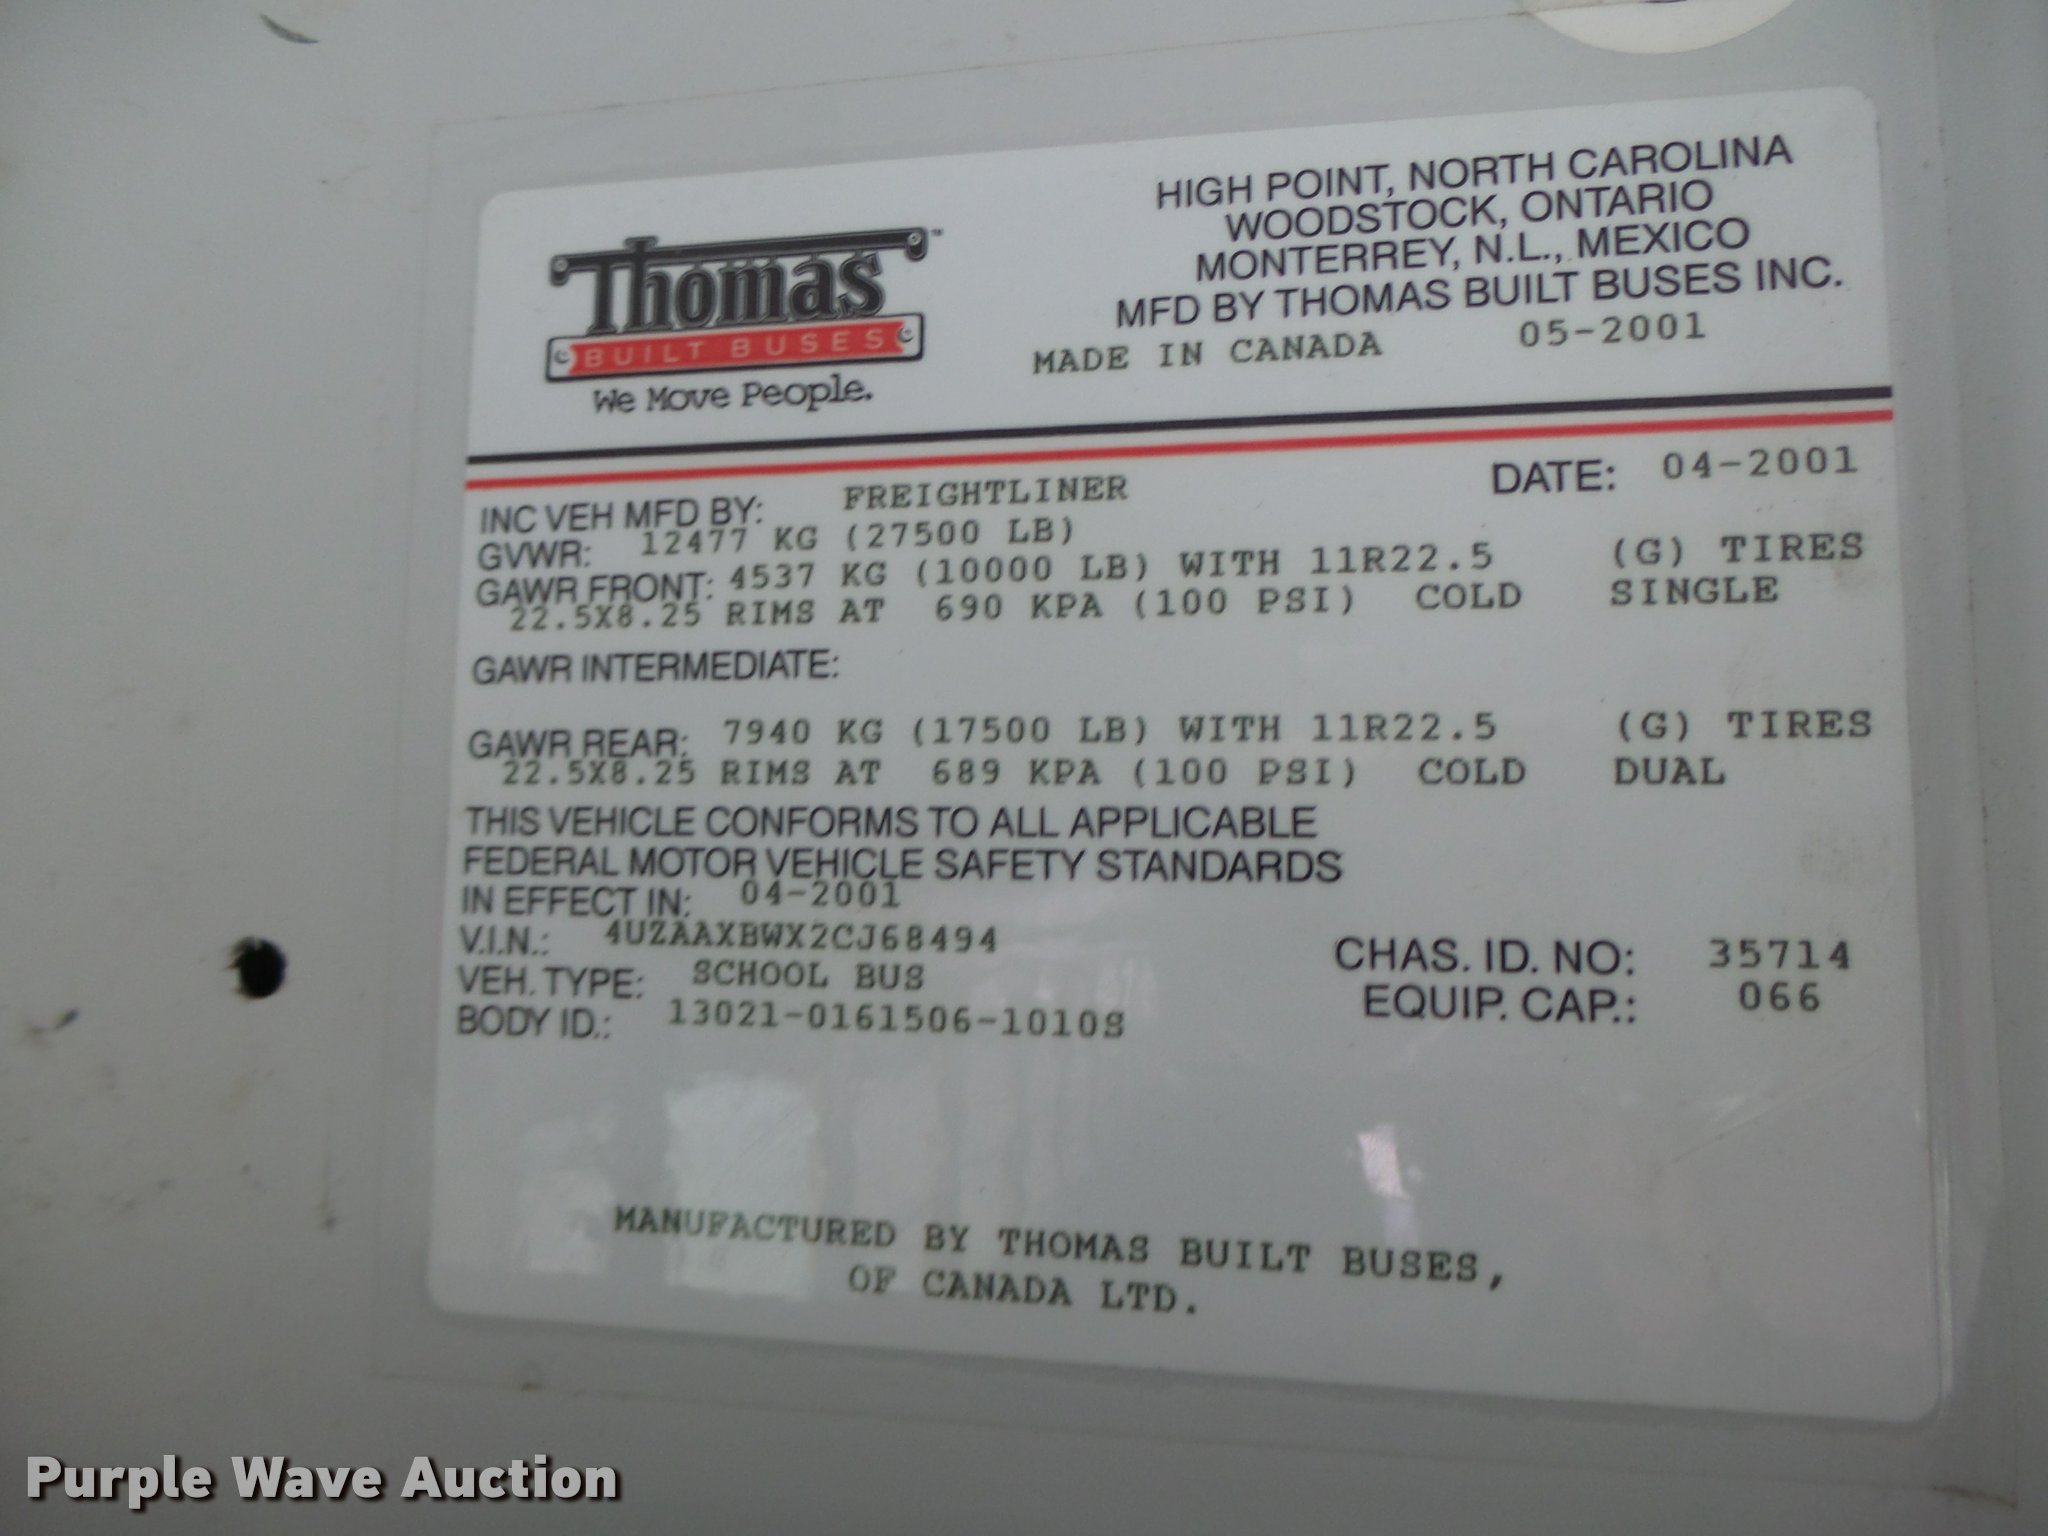 Thomas™
BUILT BUSES
We Move People.
HIGH POINT, NORTH CAROLINA
WOODSTOCK, ONTARIO
MONTERREY, N.L., MEXICO
MFD BY THOMAS BUILT BUSES INC.
MADE IN CANADA 05-2001
INC VEH MFD BY: FREIGHTLINER DATE: 04-2001
GVWR: 12477 KG (27500 LB)
GAWR FRONT: 4537 KG (10000 LB) WITH 11R22.5 (G) TIRES
22.5X8.25 RIMS AT 690 KPA (100 PSI) COLD SINGLE
GAWR INTERMEDIATE:
GAWR REAR: 7940 KG (17500 LB) WITH 11R22.5 (G) TIRES
22.5X8.25 RIMS AT 689 KPA (100 PSI) COLD DUAL
THIS VEHICLE CONFORMS TO ALL APPLICABLE
FEDERAL MOTOR VEHICLE SAFETY STANDARDS
IN EFFECT IN: 04-2001
V.I.N.: 4UZAAXBWX2CJ68494 CHAS. ID. NO: 35714
VEH. TYPE: SCHOOL BUS EQUIP. CAP.: 066
BODY ID.: 13021-0161506-1010S
MANUFACTURED BY THOMAS BUILT BUSES,
OF CANADA LTD.
Purple Wave Auction